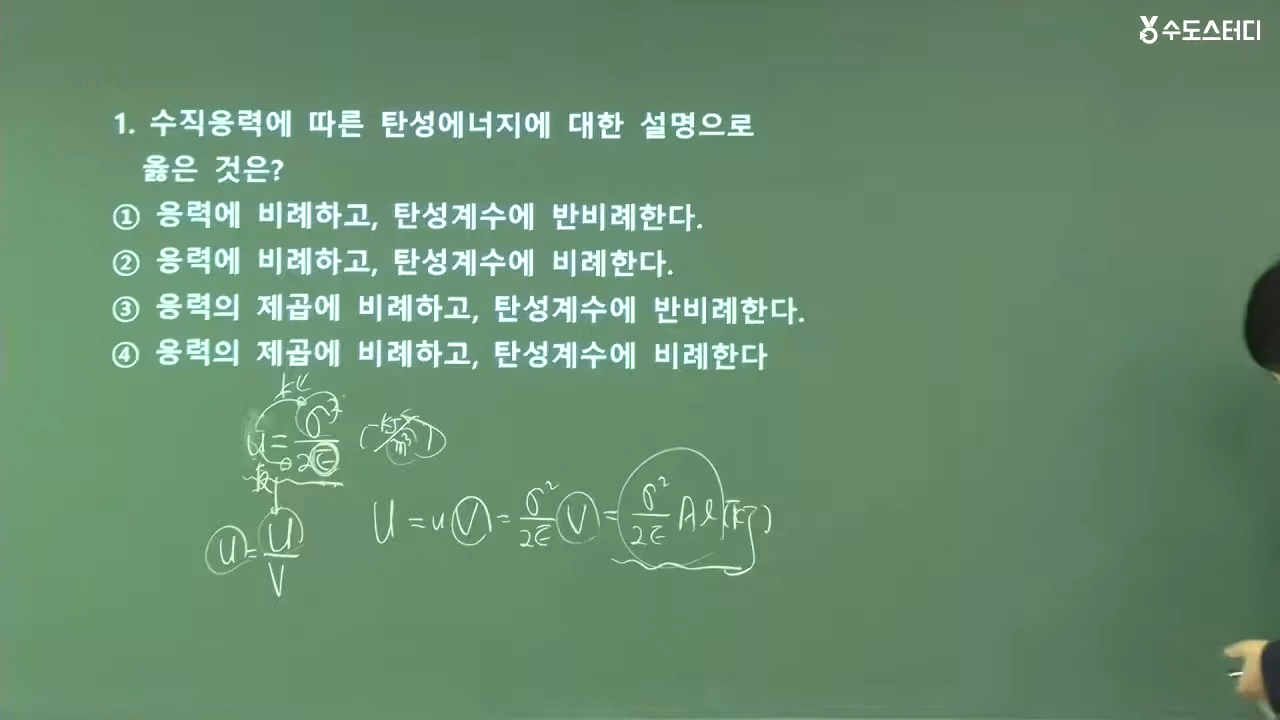 수도스터디
1. 수직응력에 따른 탄성에너지에 대한 설명으로
옳은 것은?
① 응력에 비례하고, 탄성계수에 반비례한다.
② 응력에 비례하고, 탄성계수에 비례한다.
③ 응력의 제곱에 비례하고, 탄성계수에 반비례한다.
④ 응력의 제곱에 비례하고, 탄성계수에 비례한다
u = σ²/2E
u = U/V
U = uV = σ²/2E V = σ²/2E Aℓ [kJ]